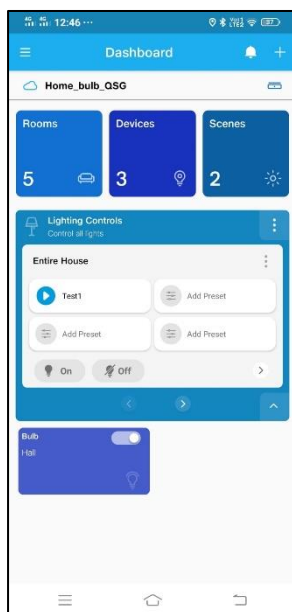 12:46
Dashboard
Home_bulb_QSG
Rooms
Devices
Scenes
5
3
2
Lighting Controls
Control all lights
Entire House
Test1
Add Preset
Add Preset
Add Preset
On
Off
Bulb
Hall